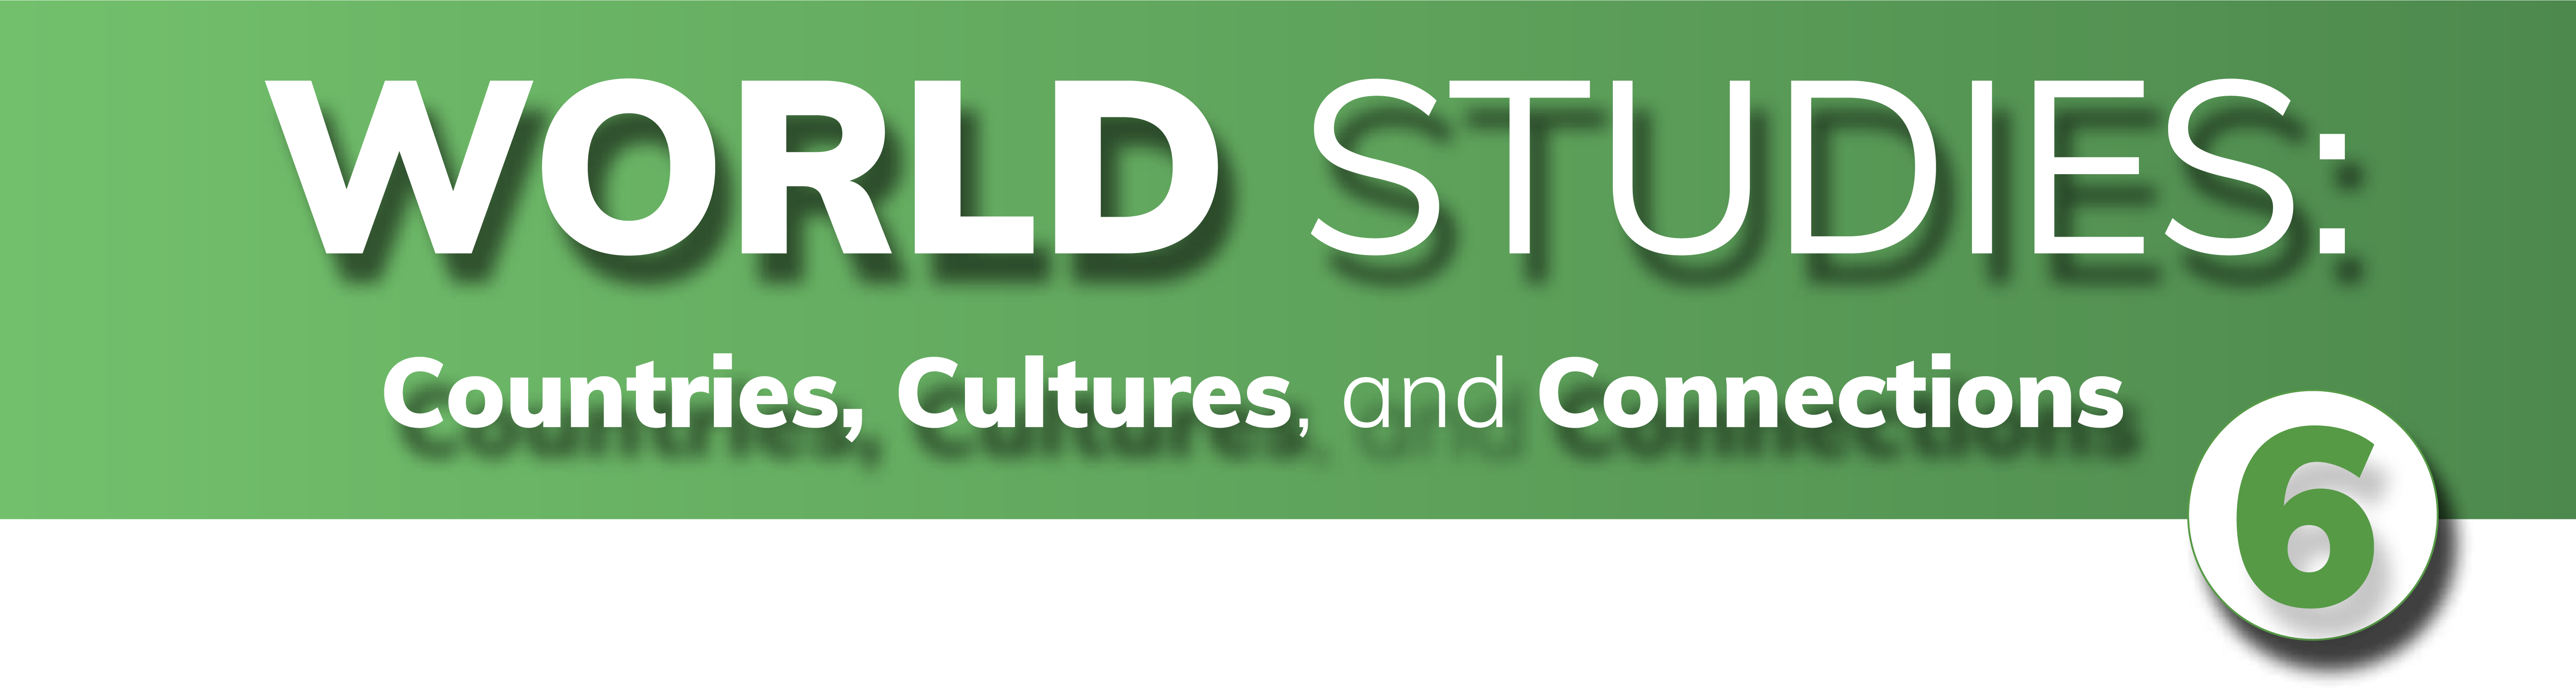 WORLD STUDIES:
Countries, Cultures, and Connections
6